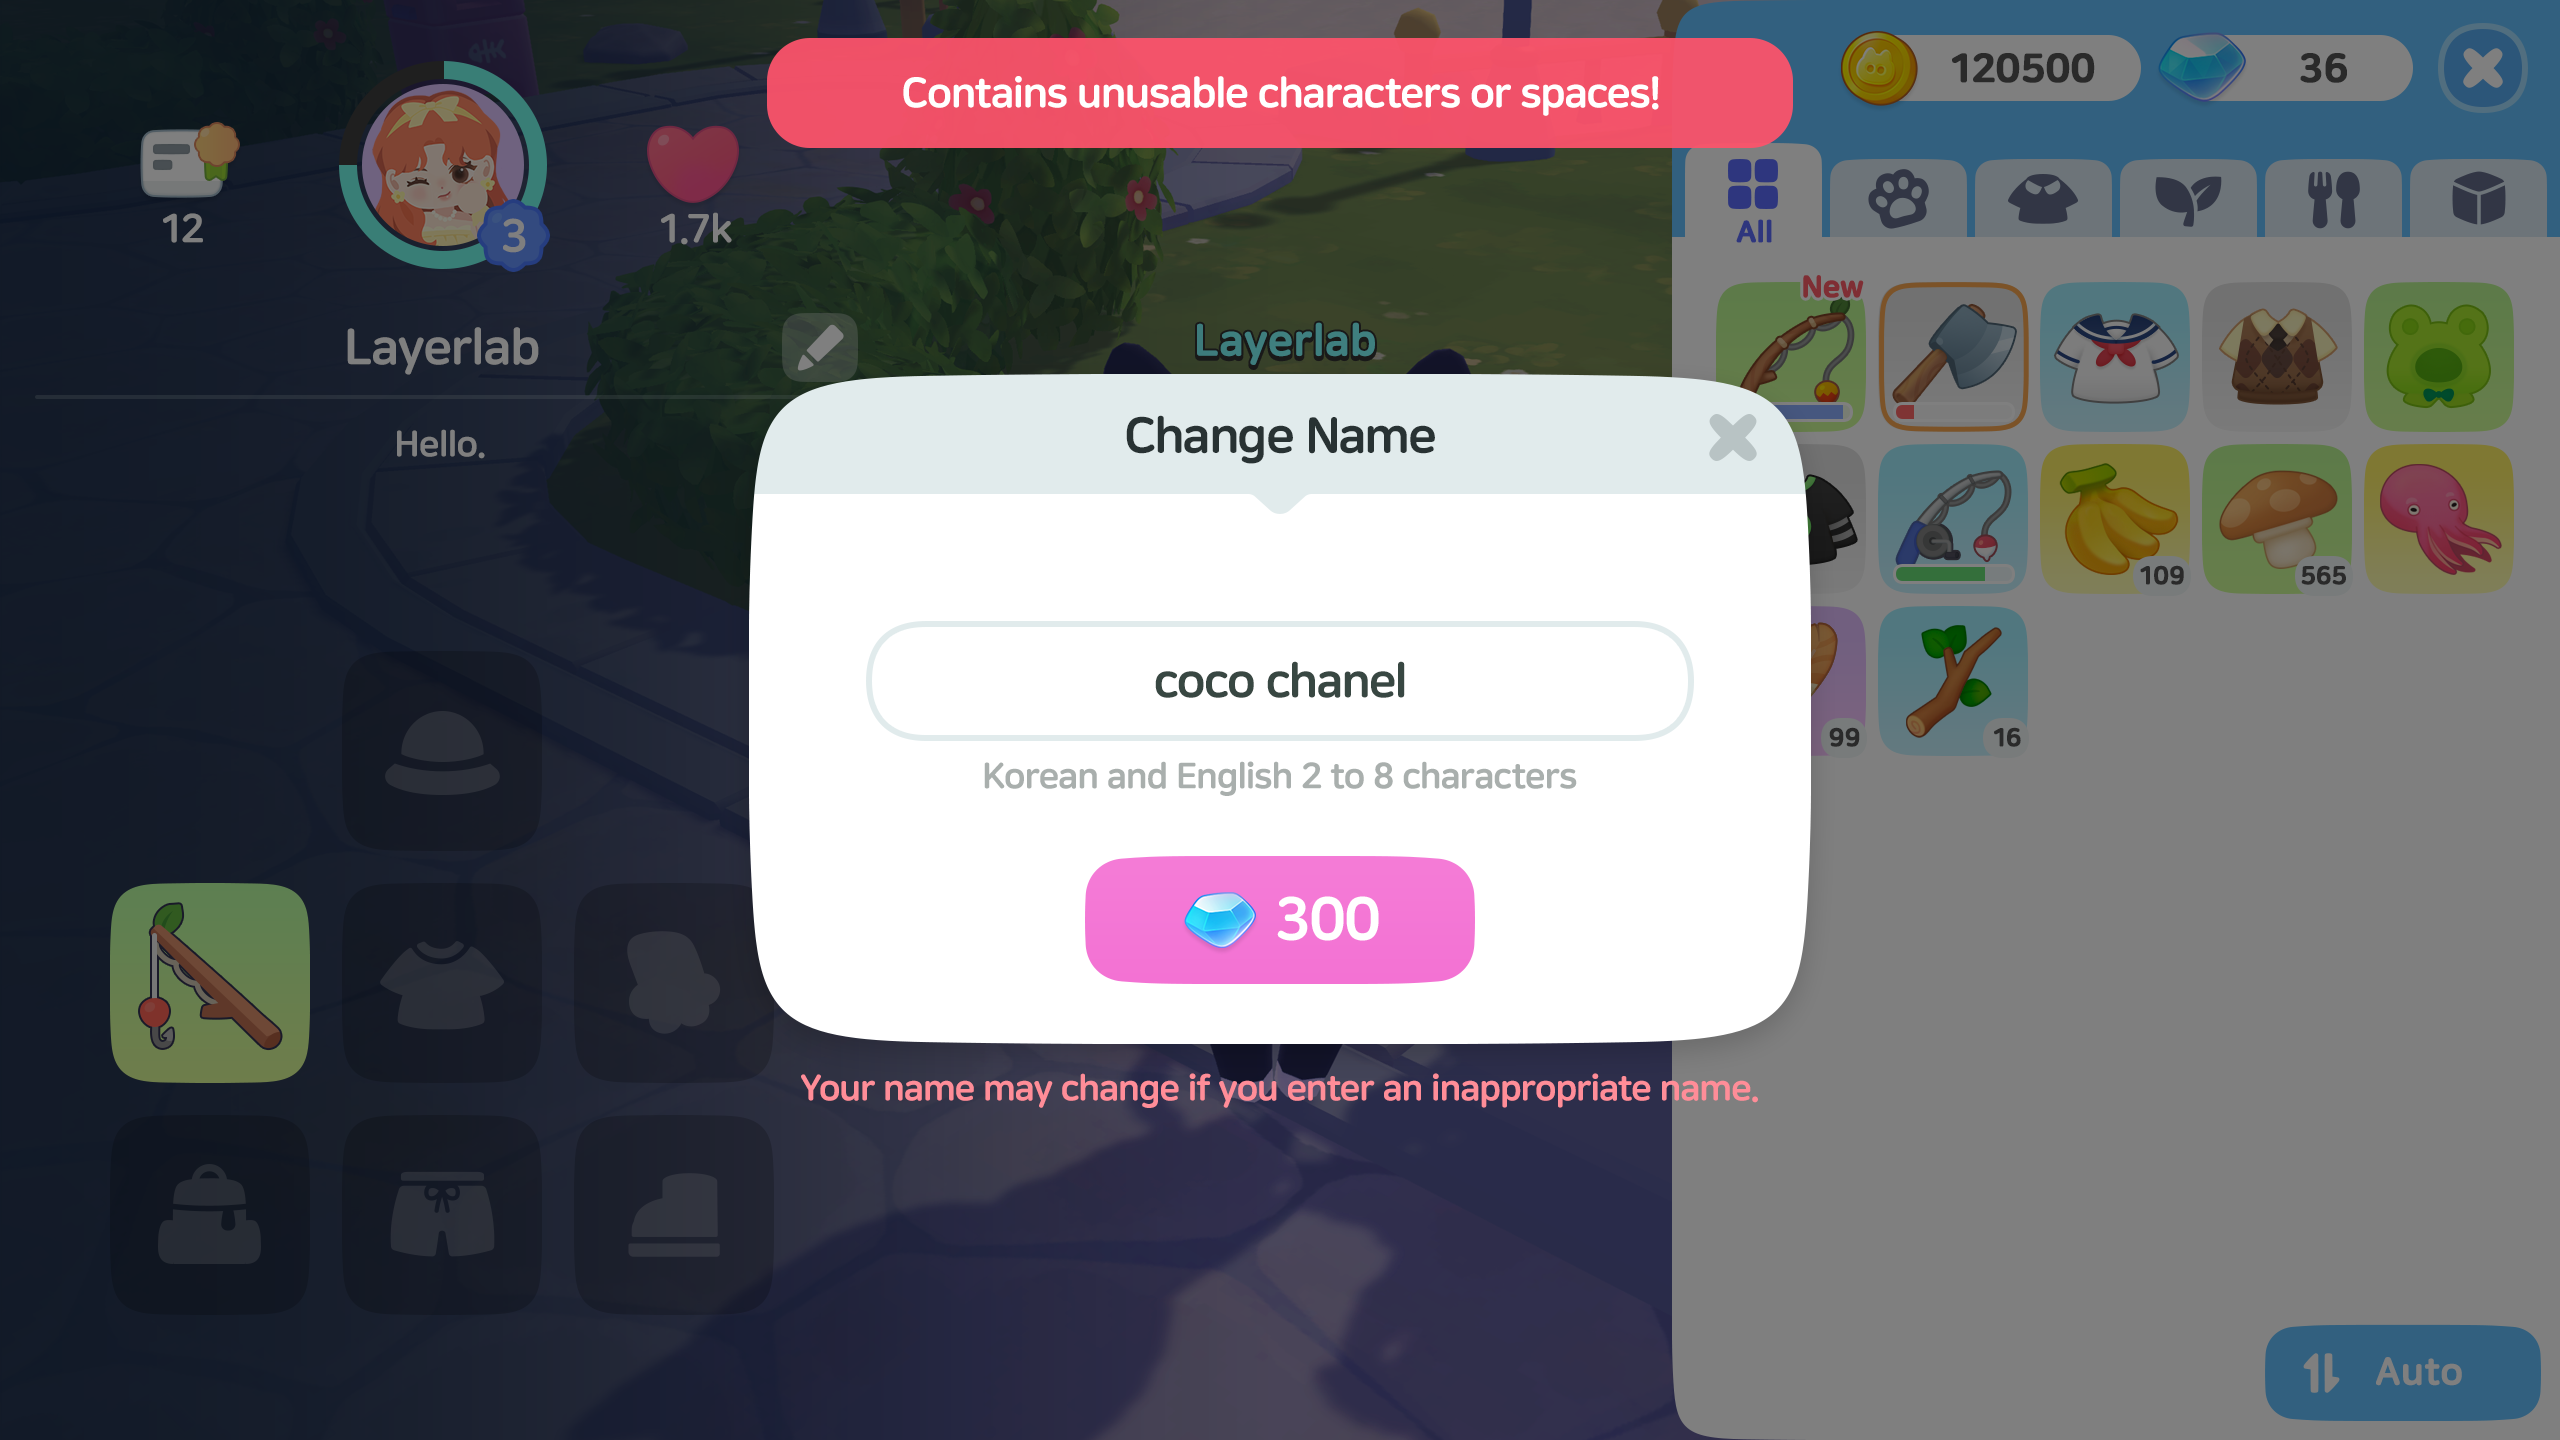 Contains unusable characters or spaces!
120500
36
12
3
1.7k
All
Layerlab
Layerlab
Hello.
New
Change Name
coco chanel
Korean and English 2 to 8 characters
300
109
565
99
16
Your name may change if you enter an inappropriate name.
Auto